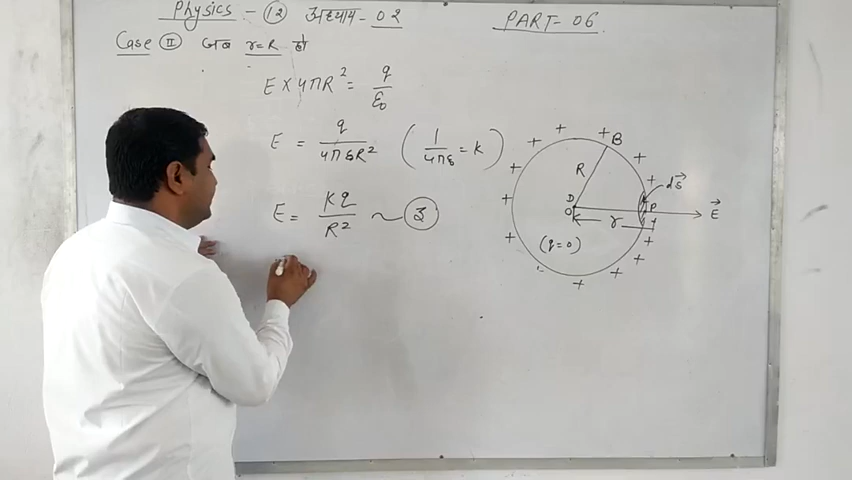 Physics - 12 अध्याय - 02
PART- 06
Case II जब r=R हो
E × 4πR² = q/ε₀
E = q/4πε₀R² (1/4πε₀ = k)
E = Kq/R² ~ 3
+ + + B + +
+ + + + + + + + +
R
D
O
r
P
ds→
E→
(q=0)